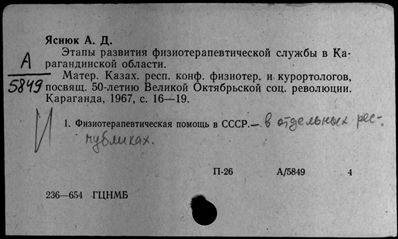 Яснюк А. Д.
Этапы развития физиотерапевтической службы в Ка-
рагандинской области.
А
5849
Матер. Казах. респ. конф. физиотер. и курортологов,
посвящ. 50-летию Великой Октябрьской соц. революции.
Караганда, 1967, с. 16—19.
1. Физиотерапевтическая помощь в СССР.— в отдельных рес-
публиках.
П-26 А/5849 4
236—654 ГЦНМБ